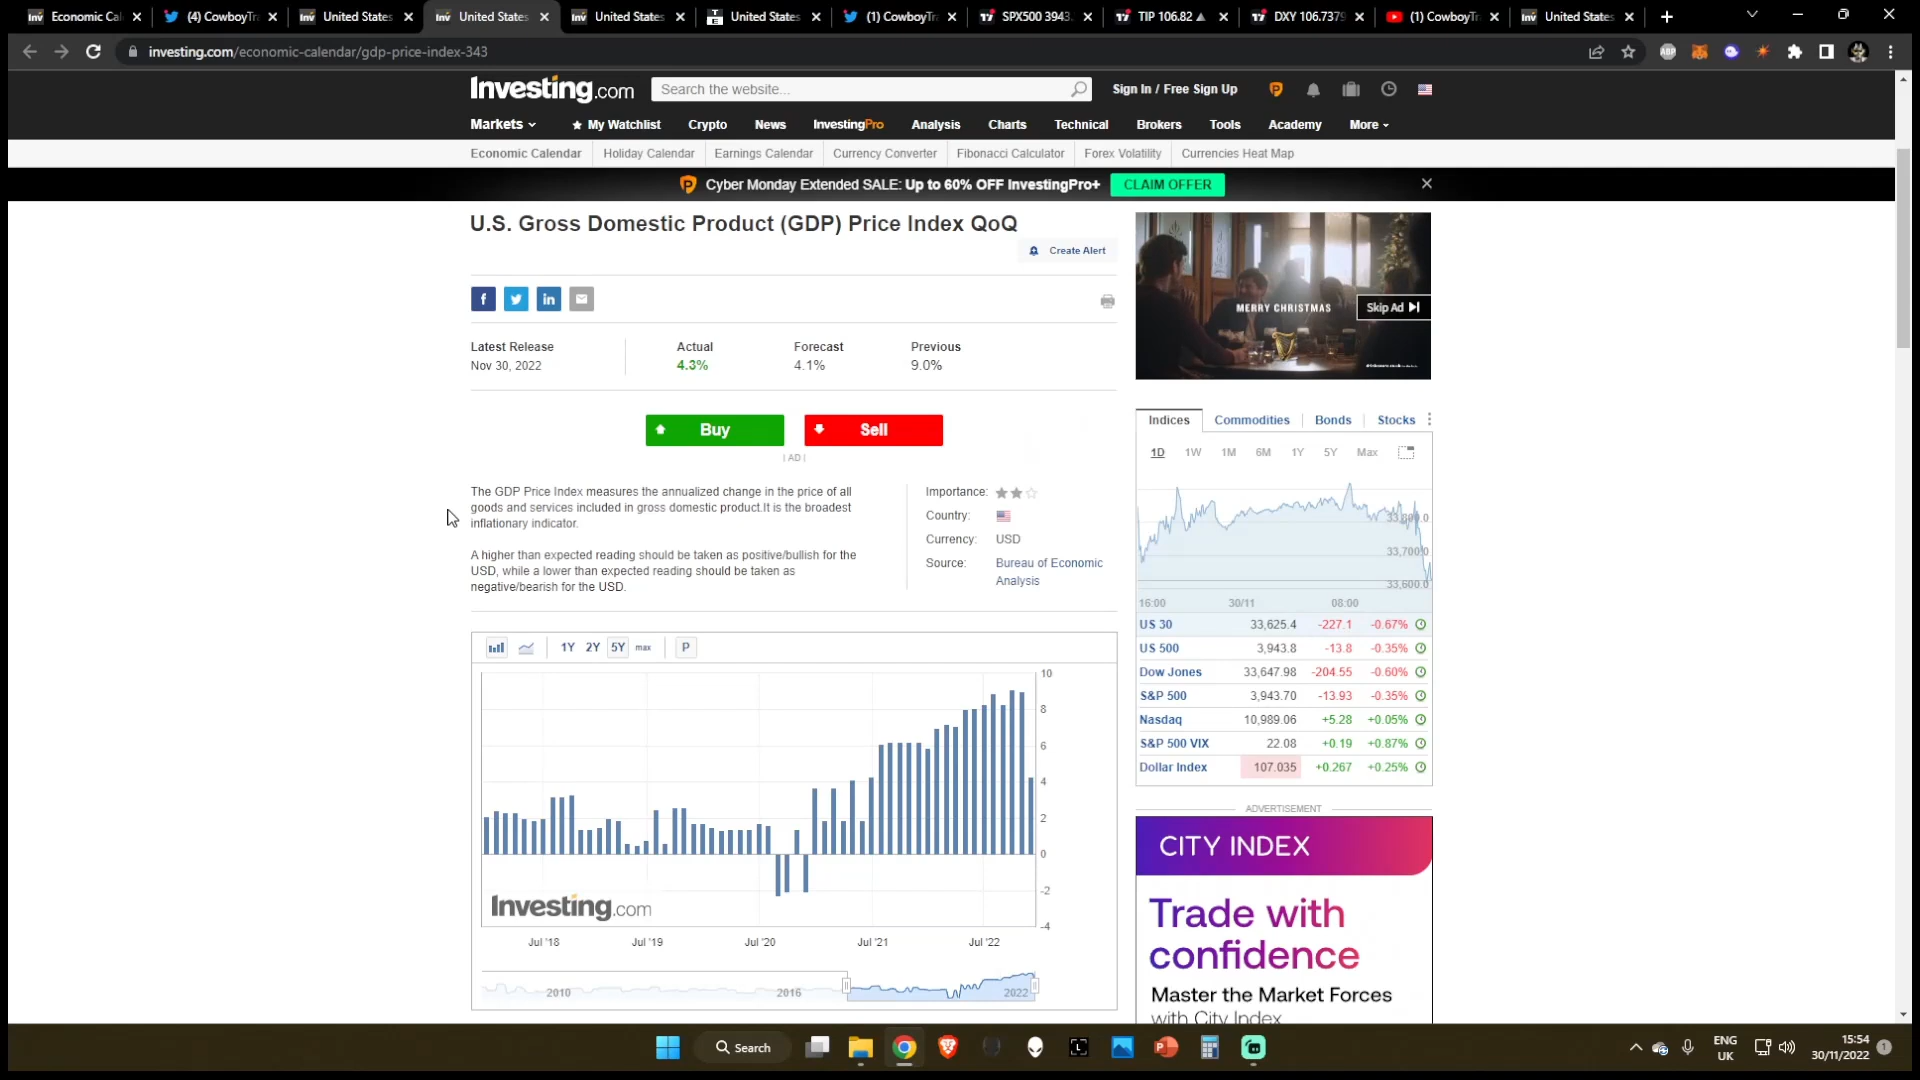 Economic Cal
(4) CowboyTra
United States
United States
United States
United States
(1) CowboyTra
SPX500 3943.
TIP 106.82 ▲
DXY 106.7379
(1) CowboyTr
United States
investing.com/economic-calendar/gdp-price-index-343
Investing.com
Search the website...
Sign In / Free Sign Up
Markets
My Watchlist
Crypto
News
InvestingPro
Analysis
Charts
Technical
Brokers
Tools
Academy
More
Economic Calendar
Holiday Calendar
Earnings Calendar
Currency Converter
Fibonacci Calculator
Forex Volatility
Currencies Heat Map
Cyber Monday Extended SALE: Up to 60% OFF InvestingPro+
CLAIM OFFER
U.S. Gross Domestic Product (GDP) Price Index QoQ
Create Alert
MERRY CHRISTMAS
Skip Ad
Latest Release
Nov 30, 2022
Actual
4.3%
Forecast
4.1%
Previous
9.0%
Buy
Sell
| AD |
The GDP Price Index measures the annualized change in the price of all
goods and services included in gross domestic product.It is the broadest
inflationary indicator.
A higher than expected reading should be taken as positive/bullish for the
USD, while a lower than expected reading should be taken as
negative/bearish for the USD.
Importance:
Country:
Currency: USD
Source: Bureau of Economic
Analysis
1Y 2Y 5Y max P
10
8
6
4
2
0
-2
-4
Investing.com
Jul '18
Jul '19
Jul '20
Jul '21
Jul '22
2010
2016
2022
Indices
Commodities
Bonds
Stocks
1D 1W 1M 6M 1Y 5Y Max
33,800.0
33,700.0
33,600.0
16:00
30/11
08:00
US 30 33,625.4 -227.1 -0.67%
US 500 3,943.8 -13.8 -0.35%
Dow Jones 33,647.98 -204.55 -0.60%
S&P 500 3,943.70 -13.93 -0.35%
Nasdaq 10,989.06 +5.28 +0.05%
S&P 500 VIX 22.08 +0.19 +0.87%
Dollar Index 107.035 +0.267 +0.25%
ADVERTISEMENT
CITY INDEX
Trade with
confidence
Master the Market Forces
with City Index
Search
ENG
UK
15:54
30/11/2022
1